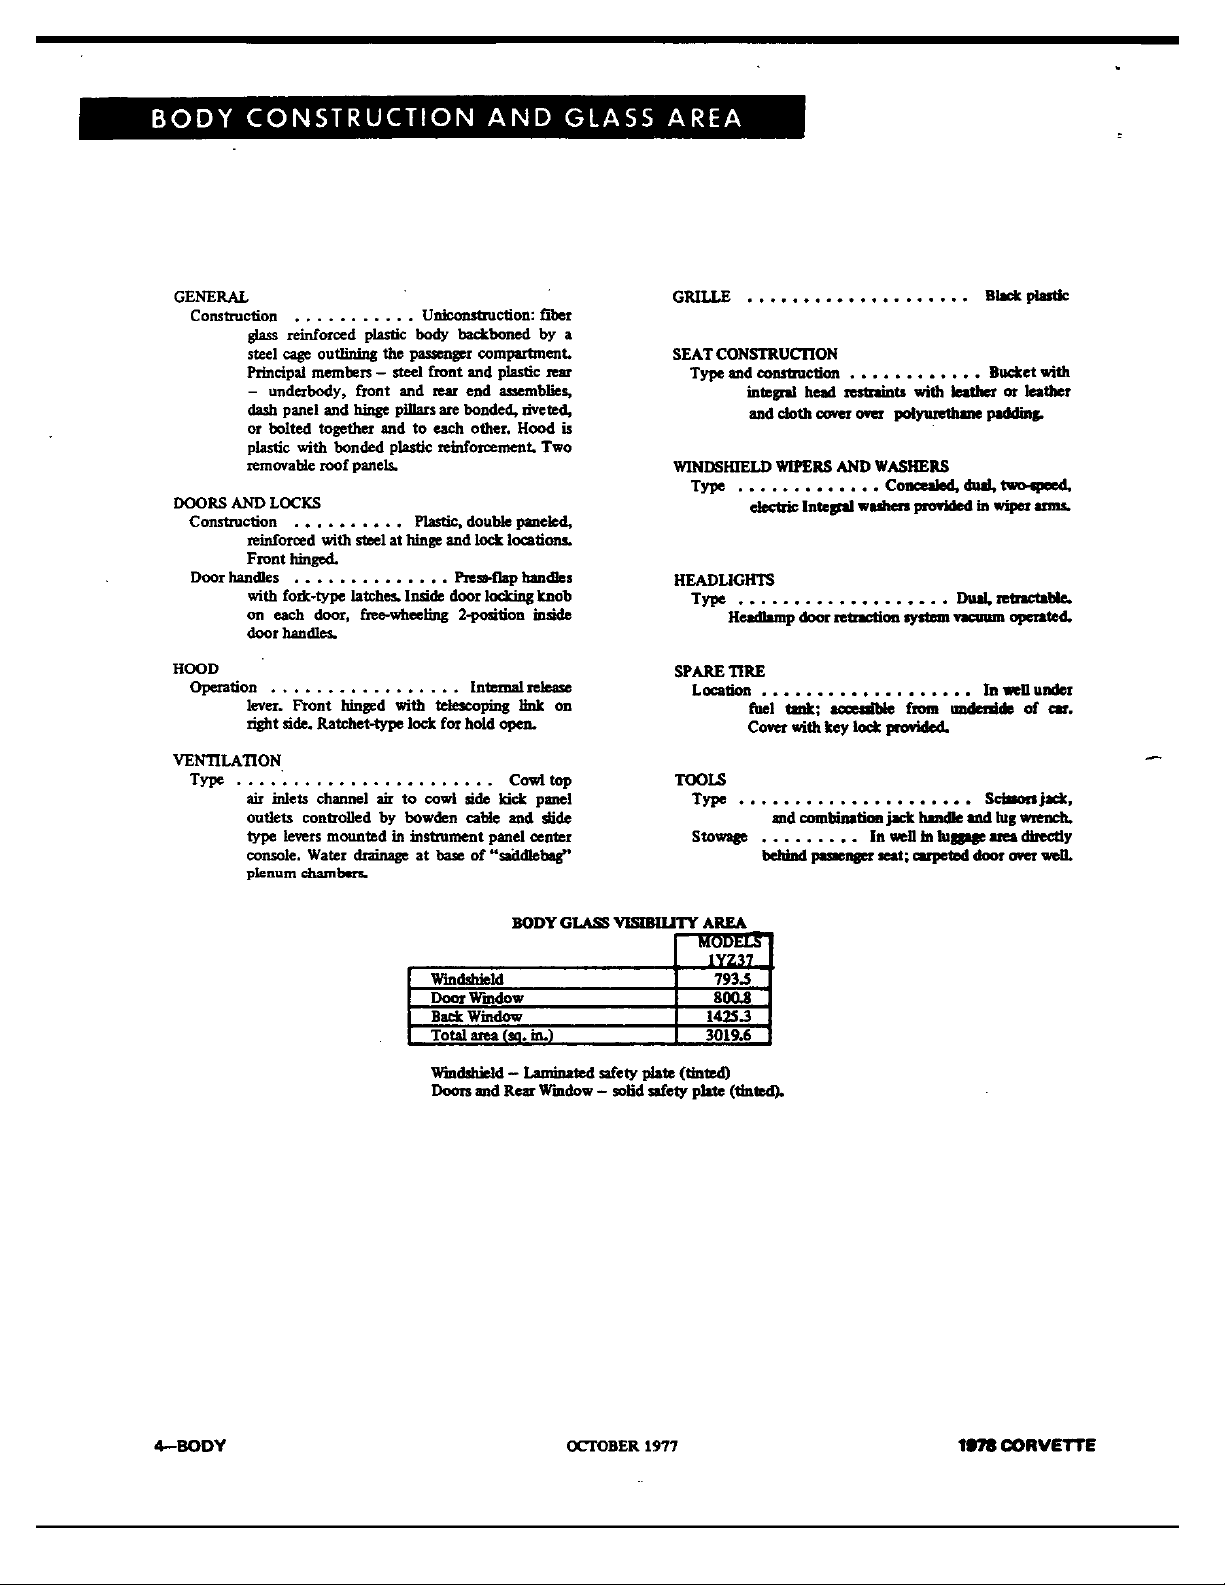 BODY CONSTRUCTION AND GLASS AREA
GENERAL
Construction . . . . . . . . . . . Uniconstruction: fiber
glass reinforced plastic body backboned by a
steel cage outlining the passenger compartment.
Principal members – steel front and plastic rear
– underbody, front and rear end assemblies,
dash panel and hinge pillars are bonded, riveted,
or bolted together and to each other. Hood is
plastic with bonded plastic reinforcement. Two
removable roof panels.
DOORS AND LOCKS
Construction . . . . . . . . . . Plastic, double paneled,
reinforced with steel at hinge and lock locations.
Front hinged.
Door handles . . . . . . . . . . . . . . Press-flap handles
with fork-type latches. Inside door locking knob
on each door, free-wheeling 2-position inside
door handles.
HOOD
Operation . . . . . . . . . . . . . . . . . Internal release
lever. Front hinged with telescoping link on
right side. Ratchet-type lock for hold open.
VENTILATION
Type . . . . . . . . . . . . . . . . . . . . . . . Cowl top
air inlets channel air to cowl side kick panel
outlets controlled by bowden cable and slide
type levers mounted in instrument panel center
console. Water drainage at base of "saddlebag"
plenum chambers.
GRILLE . . . . . . . . . . . . . . . . . . . . Black plastic
SEAT CONSTRUCTION
Type and construction . . . . . . . . . . . . Bucket with
integral head restraints with leather or leather
and cloth cover over polyurethane padding.
WINDSHIELD WIPERS AND WASHERS
Type . . . . . . . . . . . . . Concealed, dual, two-speed,
electric Integral washers provided in wiper arms.
HEADLIGHTS
Type . . . . . . . . . . . . . . . . . . . Dual, retractable.
Headlamp door retraction system vacuum operated.
SPARE TIRE
Location . . . . . . . . . . . . . . . . . . . In well under
fuel tank; accessible from underside of car.
Cover with key lock provided.
TOOLS
Type . . . . . . . . . . . . . . . . . . . . . Scissors jack,
and combination jack handle and lug wrench.
Stowage . . . . . . . . . In well in luggage area directly
behind passenger seat; carpeted door over well.
BODY GLASS VISIBILITY AREA
MODELS
1YZ37
Windshield 793.5
Door Window 800.8
Back Window 1425.3
Total area (sq. in.) 3019.6
Windshield – Laminated safety plate (tinted)
Doors and Rear Window – solid safety plate (tinted).
4—BODY OCTOBER 1977 1978 CORVETTE